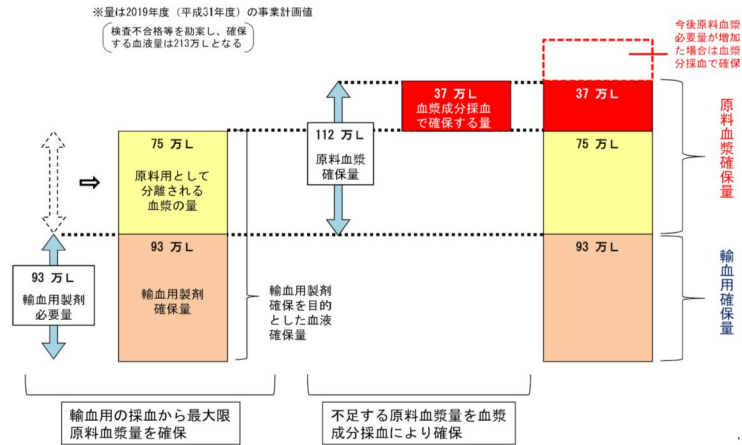 ※量は2019年度（平成31年度）の事業計画値
検査不合格等を勘案し、確保
する血液量は213万Lとなる
今後原料血漿
必要量が増加
た場合は血漿
分採血で確保
37 万L
血漿成分採血
で確保する量
37 万L
112 万L
原料血漿
確保量
75 万L
原料用として
分離される
血漿の量
75 万L
原料血漿確保量
⇨
93 万L
輸血用製剤
必要量
93 万L
輸血用製剤
確保量
輸血用製剤
確保を目的
とした血液
確保量
93 万L
輸血用確保量
輸血用の採血から最大限
原料血漿量を確保
不足する原料血漿量を血漿
成分採血により確保